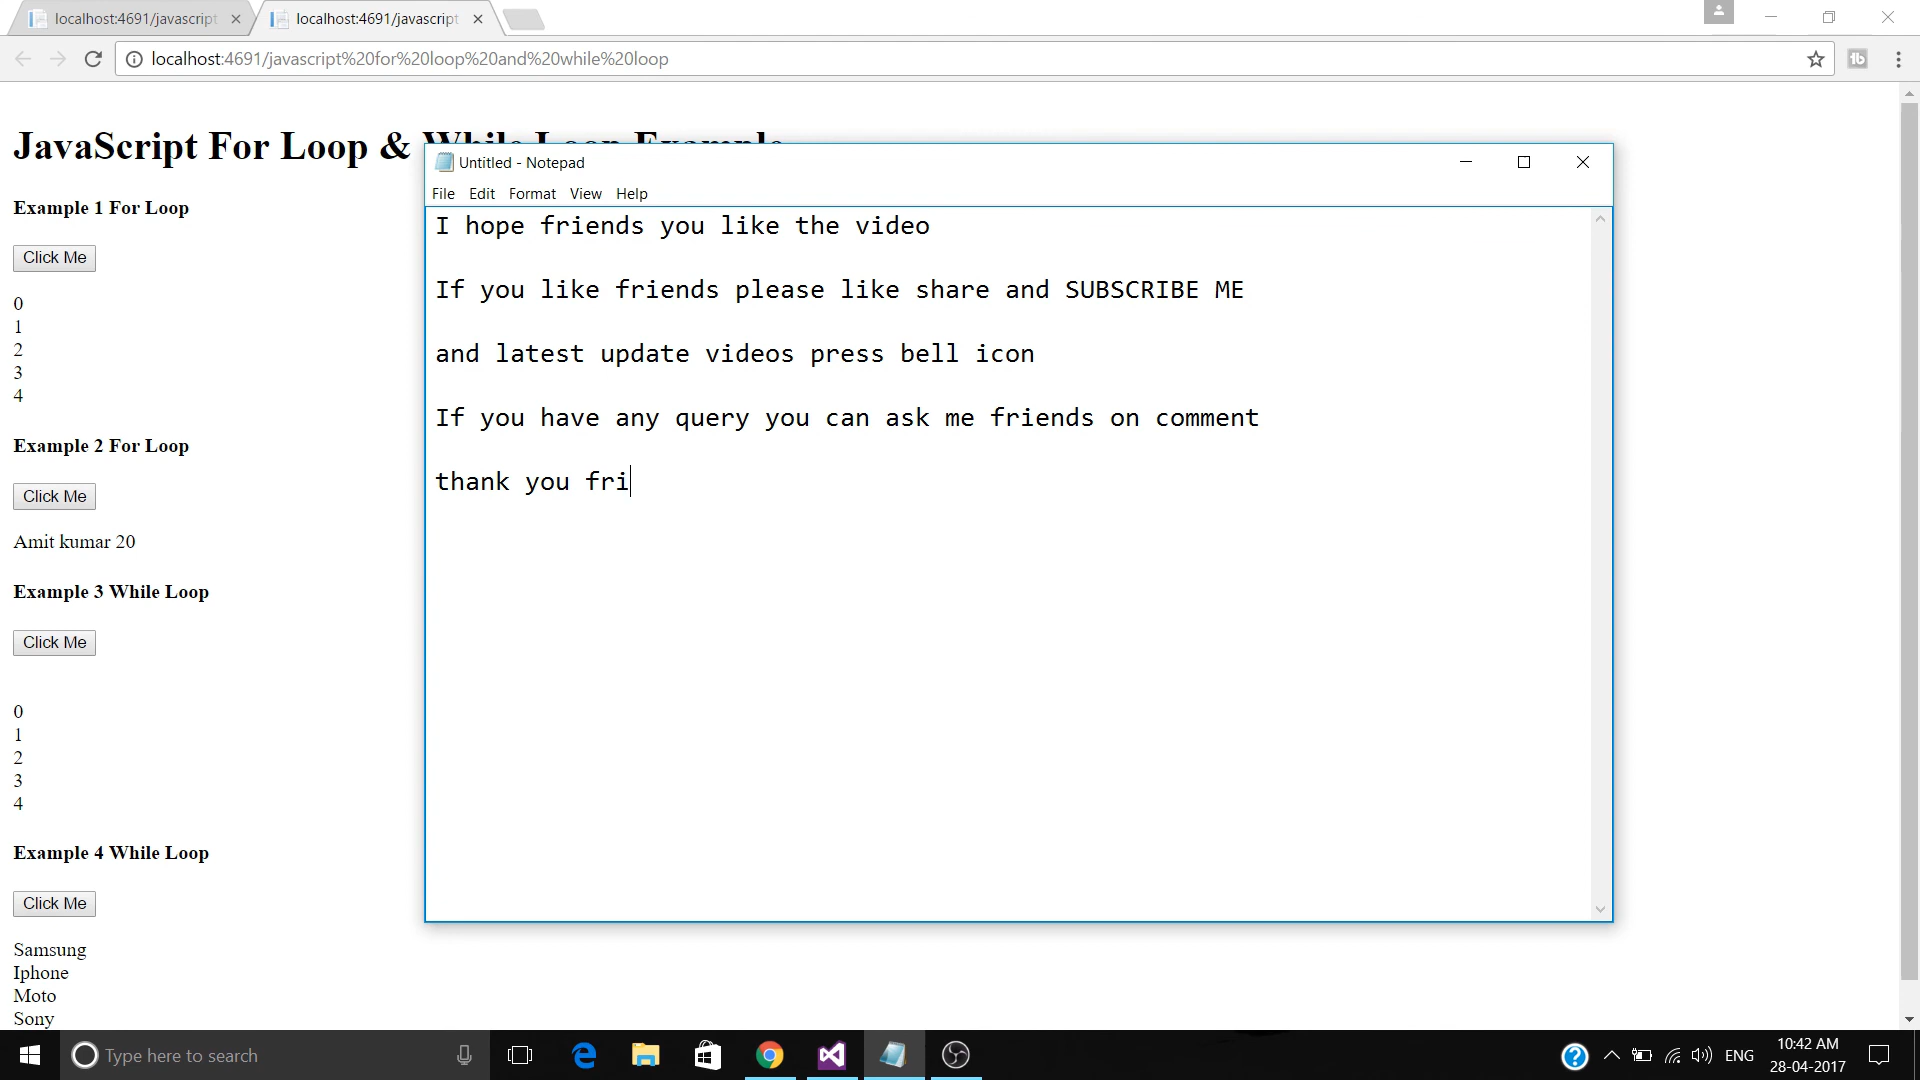 localhost:4691/javascript
localhost:4691/javascript
localhost:4691/javascript%20for%20loop%20and%20while%20loop
JavaScript For Loop & While Loop Example
Example 1 For Loop
Click Me
0
1
2
3
4
Example 2 For Loop
Click Me
Amit kumar 20
Example 3 While Loop
Click Me
0
1
2
3
4
Example 4 While Loop
Click Me
Samsung
Iphone
Moto
Sony
Untitled - Notepad
File Edit Format View Help
I hope friends you like the video
If you like friends please like share and SUBSCRIBE ME
and latest update videos press bell icon
If you have any query you can ask me friends on comment
thank you fri
Type here to search
ENG
10:42 AM
28-04-2017